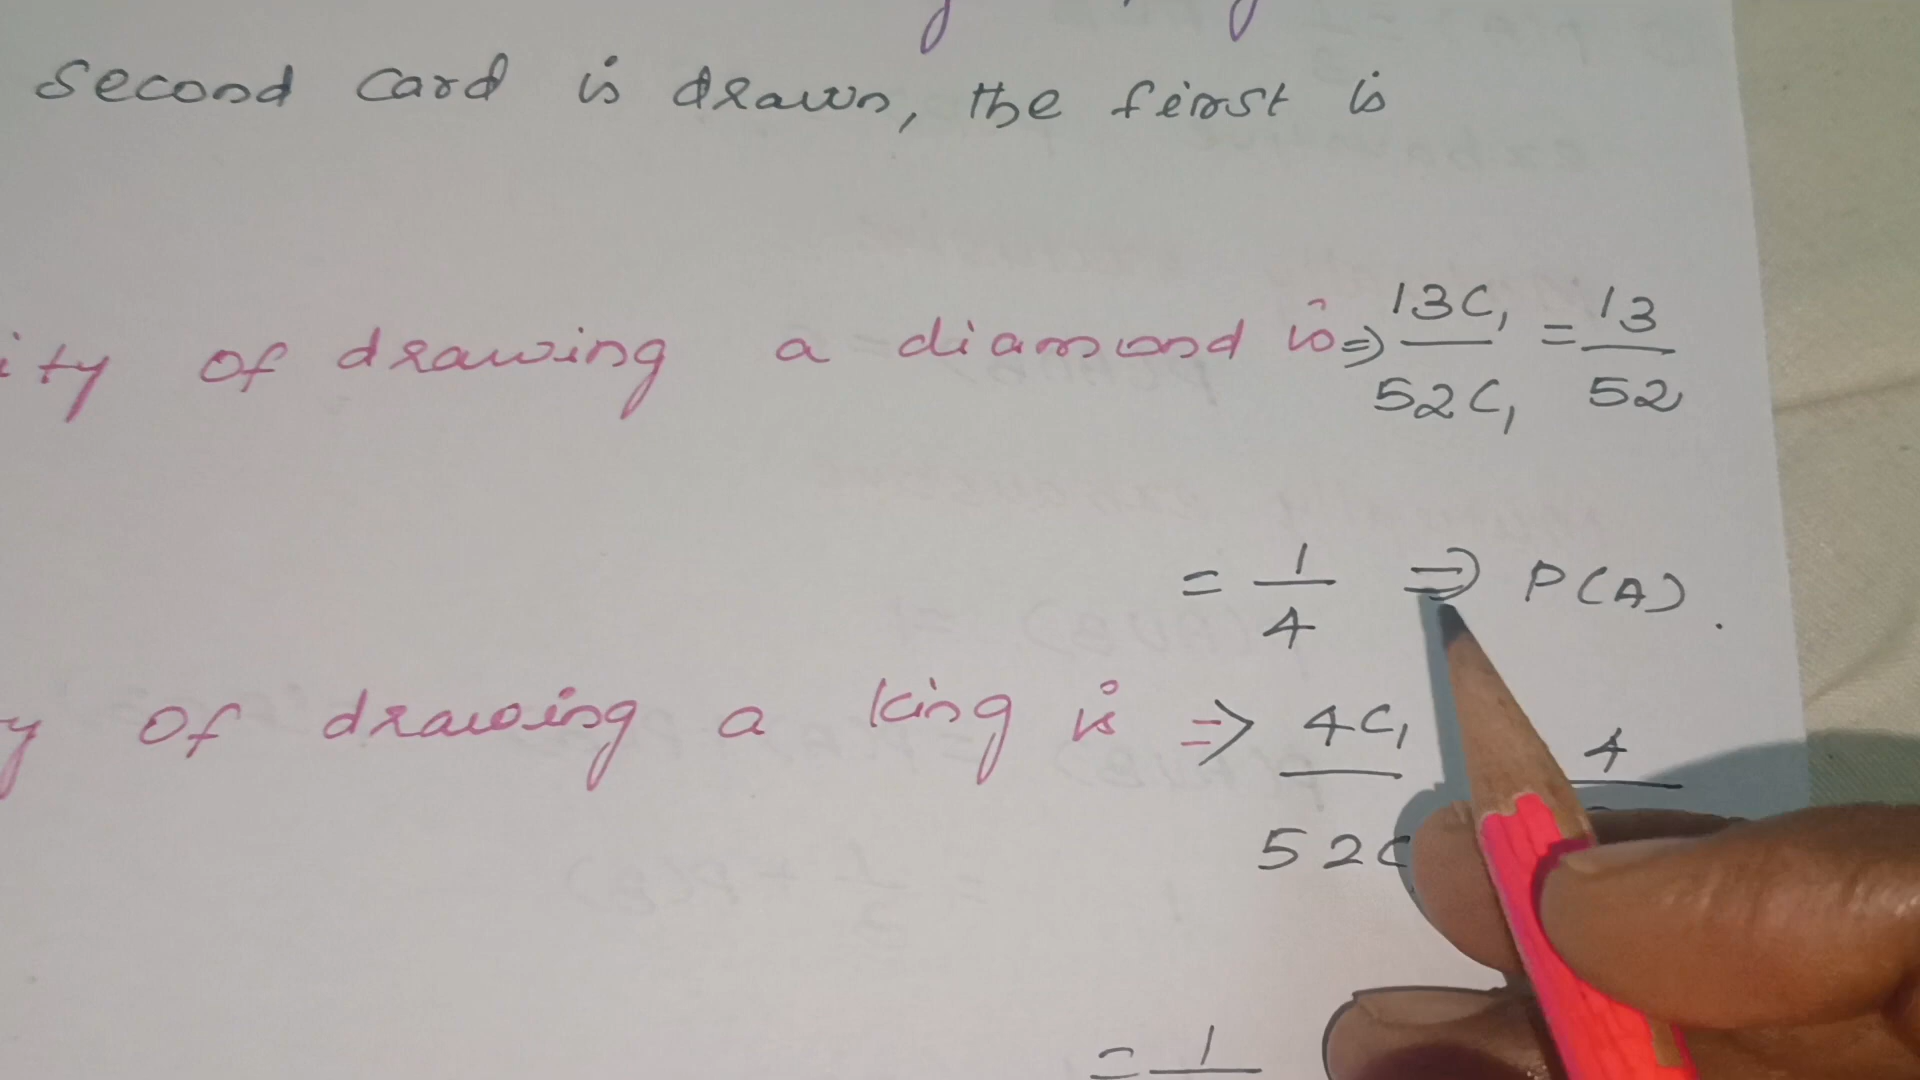 second card is drawn, the first is
ity of drawing a diamond is ⇒ 13C₁/52C₁ = 13/52
= 1/4 ⇒ P(A).
y of drawing a king is ⇒ 4C₁/52C 4
= 1